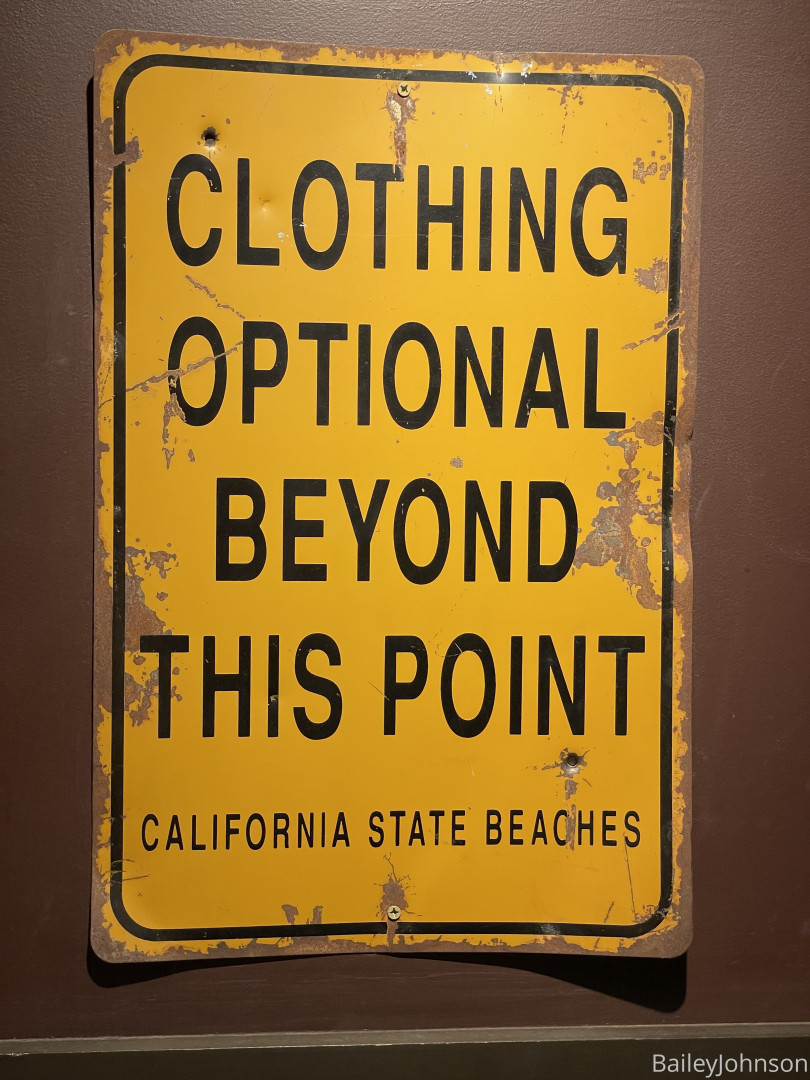 CLOTHING
OPTIONAL
BEYOND
THIS POINT
CALIFORNIA STATE BEACHES
BaileyJohnson